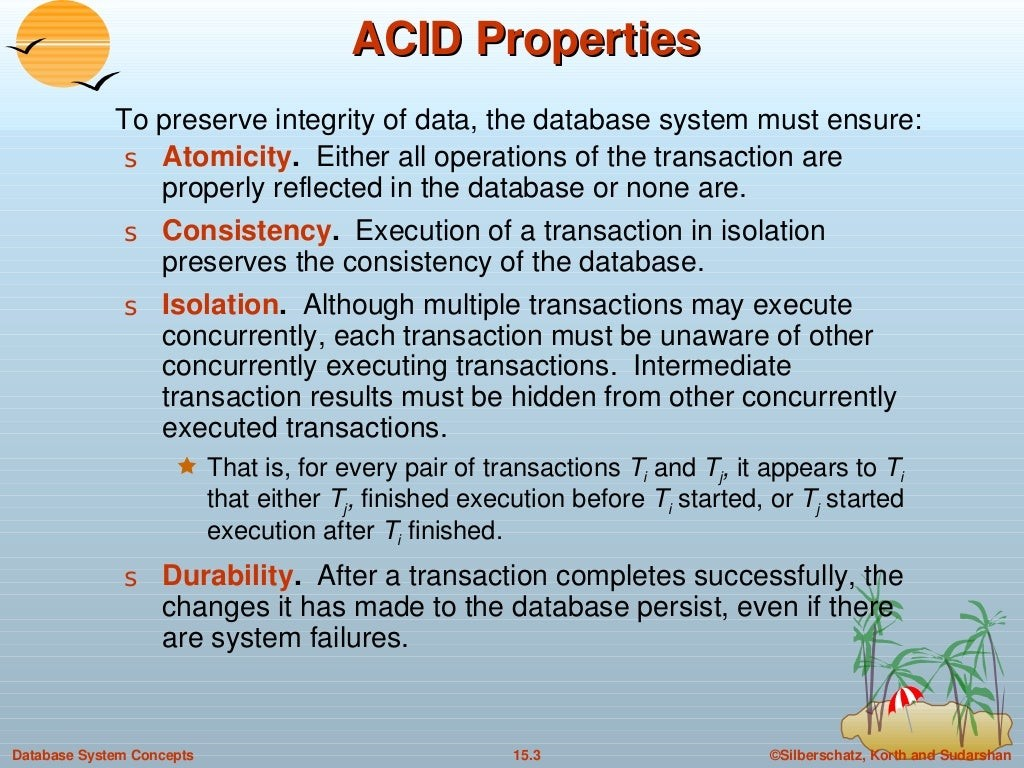 ACID Properties
To preserve integrity of data, the database system must ensure:
s Atomicity. Either all operations of the transaction are
properly reflected in the database or none are.
s Consistency. Execution of a transaction in isolation
preserves the consistency of the database.
s Isolation. Although multiple transactions may execute
concurrently, each transaction must be unaware of other
concurrently executing transactions. Intermediate
transaction results must be hidden from other concurrently
executed transactions.
★ That is, for every pair of transactions Ti and Tj, it appears to Ti
that either Tj, finished execution before Ti started, or Tj started
execution after Ti finished.
s Durability. After a transaction completes successfully, the
changes it has made to the database persist, even if there
are system failures.
Database System Concepts 15.3 ©Silberschatz, Korth and Sudarshan